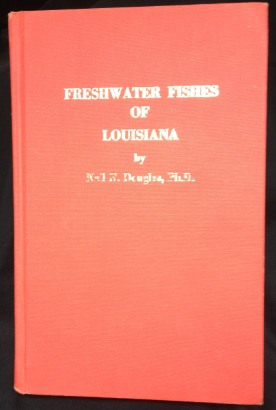 FRESHWATER FISHES
OF
LOUISIANA
by
Neil H. Douglas, Ph.D.